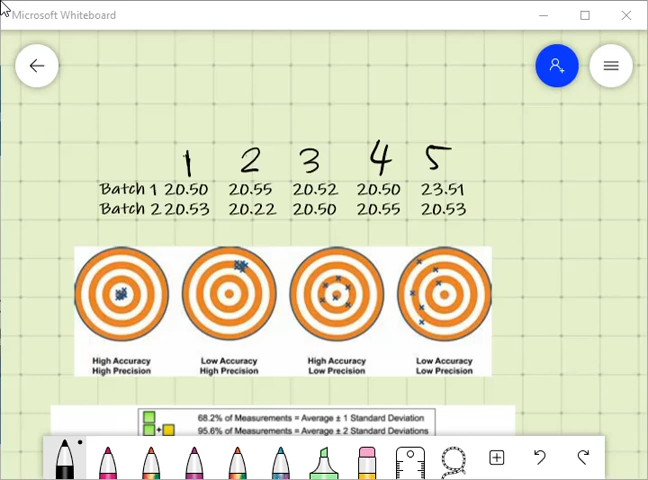 Microsoft Whiteboard
1 2 3 4 5
Batch 1 20.50 20.55 20.52 20.50 23.51
Batch 2 20.53 20.22 20.50 20.55 20.53
High Accuracy Low Accuracy High Accuracy Low Accuracy
High Precision High Precision Low Precision Low Precision
68.2% of Measurements = Average ± 1 Standard Deviation
+ 95.6% of Measurements = Average ± 2 Standard Deviations